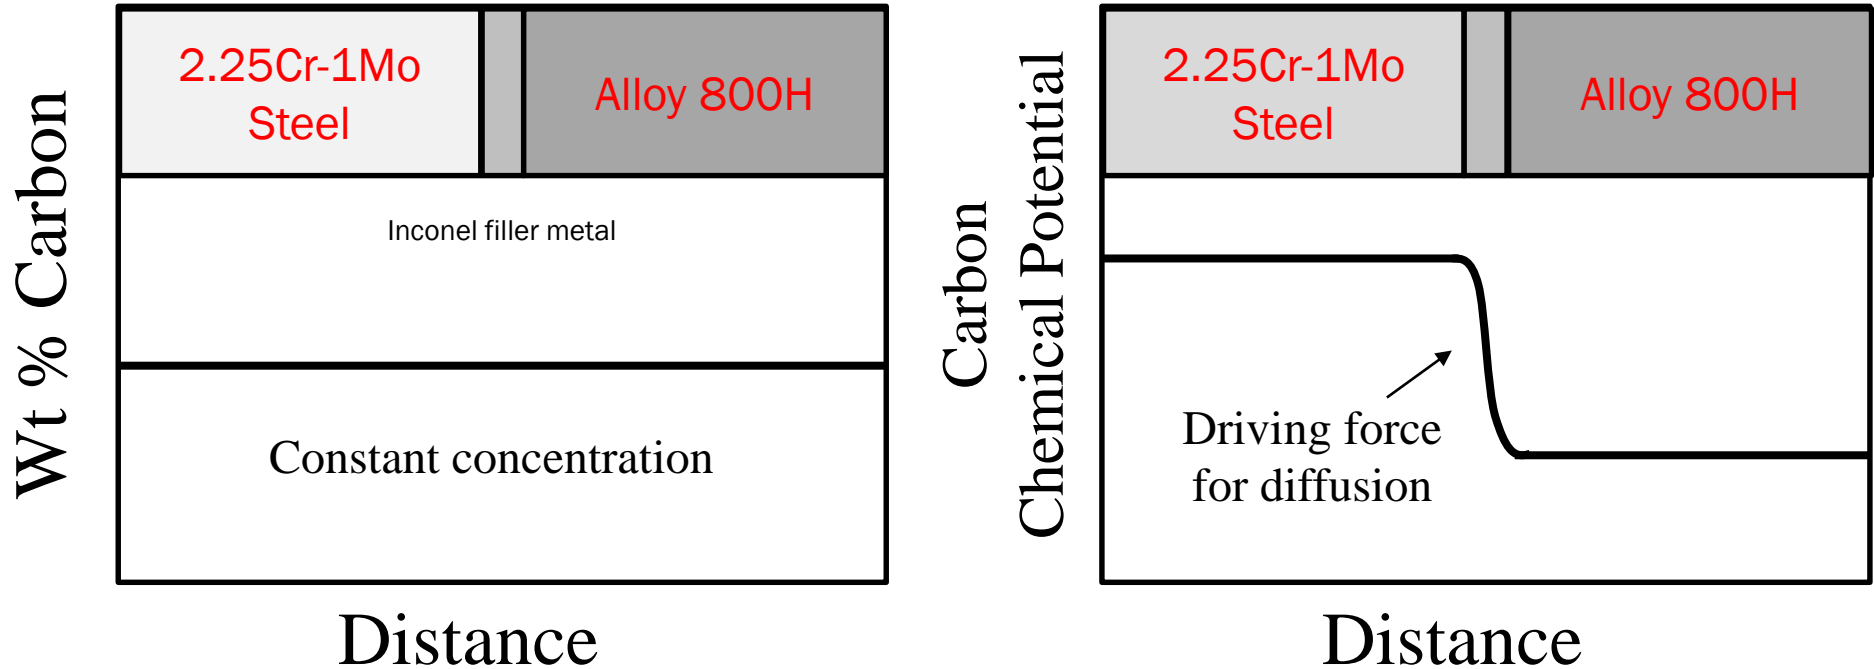 Wt % Carbon
2.25Cr-1Mo
Steel
Alloy 800H
Inconel filler metal
Constant concentration
Distance
Carbon
Chemical Potential
2.25Cr-1Mo
Steel
Alloy 800H
Driving force
for diffusion
Distance